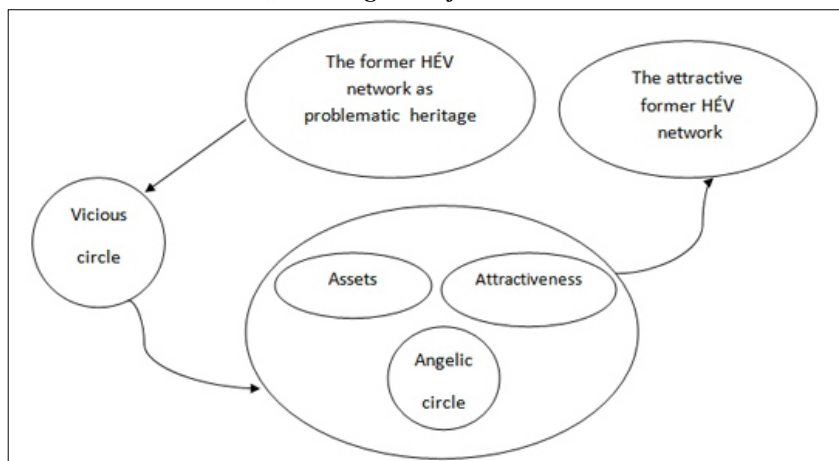 The former HÉV
network as
problematic heritage
The attractive
former HÉV
network
Vicious
circle
Assets
Attractiveness
Angelic
circle